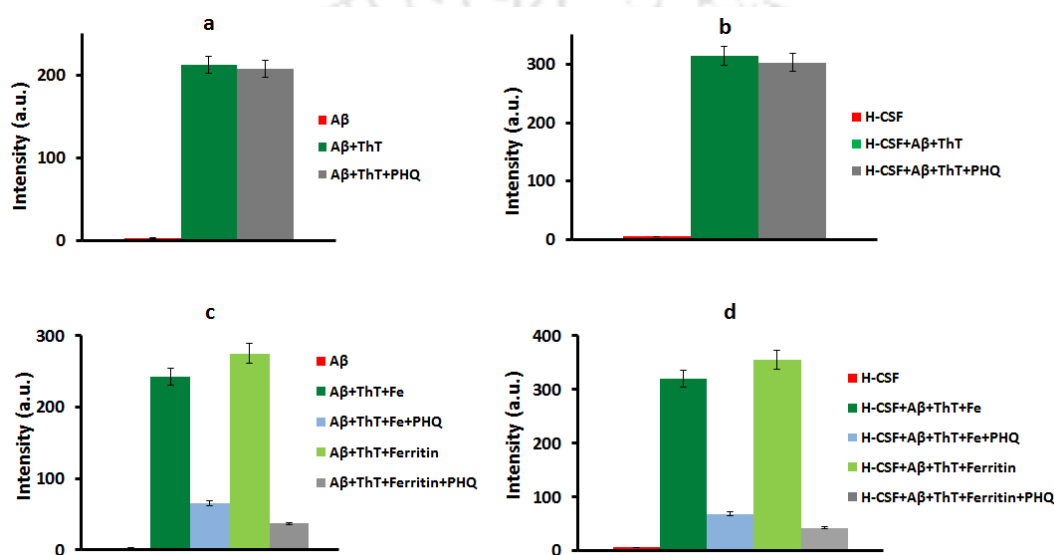 a
Intensity (a.u.)
200
100
0
Aβ
Aβ+ThT
Aβ+ThT+PHQ
b
Intensity (a.u.)
300
200
100
0
H-CSF
H-CSF+Aβ+ThT
H-CSF+Aβ+ThT+PHQ
c
Intensity (a.u.)
300
200
100
0
Aβ
Aβ+ThT+Fe
Aβ+ThT+Fe+PHQ
Aβ+ThT+Ferritin
Aβ+ThT+Ferritin+PHQ
d
Intensity (a.u.)
400
300
200
100
0
H-CSF
H-CSF+Aβ+ThT+Fe
H-CSF+Aβ+ThT+Fe+PHQ
H-CSF+Aβ+ThT+Ferritin
H-CSF+Aβ+ThT+Ferritin+PHQ